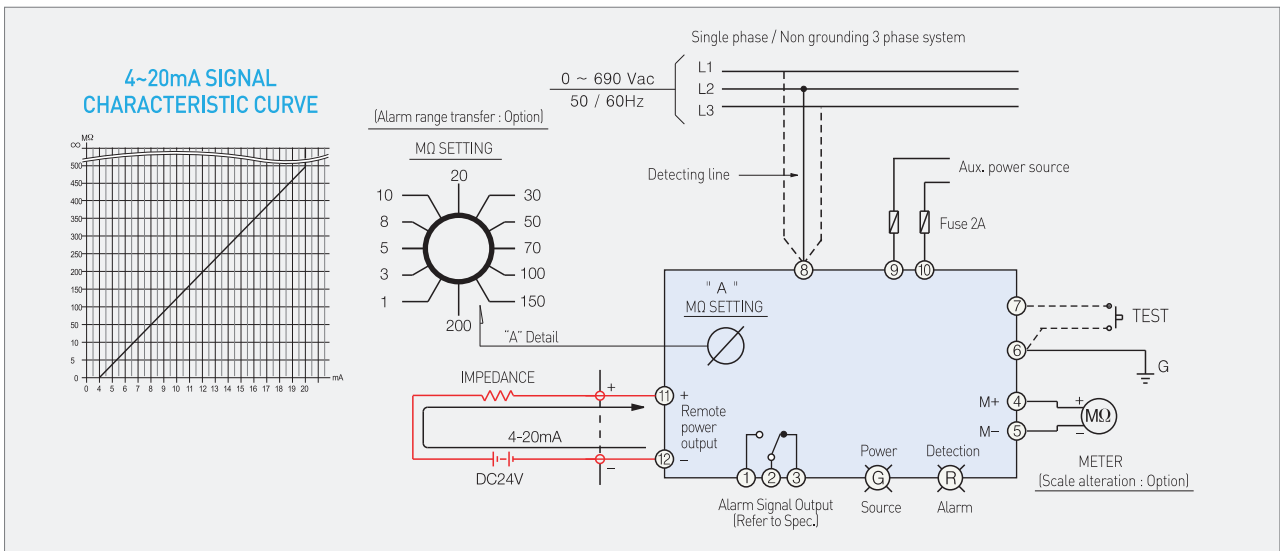 4~20mA SIGNAL
CHARACTERISTIC CURVE
MΩ
∞
500
450
400
350
300
250
200
150
100
50
10
5
0
0 4 5 6 7 8 9 10 11 12 13 14 15 16 17 18 19 20
mA
(Alarm range transfer : Option)
MΩ SETTING
20
10
30
8
50
5
70
3
100
1
150
200
"A" Detail
Single phase / Non grounding 3 phase system
0 ~ 690 Vac
50 / 60Hz
L1
L2
L3
Detecting line
Aux. power source
Fuse 2A
8
9
10
" A "
MΩ SETTING
7
TEST
6
G
IMPEDANCE
+
11
+
Remote
power
output
4-20mA
12
-
DC24V
-
M+
4
+
MΩ
M-
5
-
METER
(Scale alteration : Option)
Power
Detection
1
2
3
G
R
Alarm Signal Output
(Refer to Spec.)
Source
Alarm